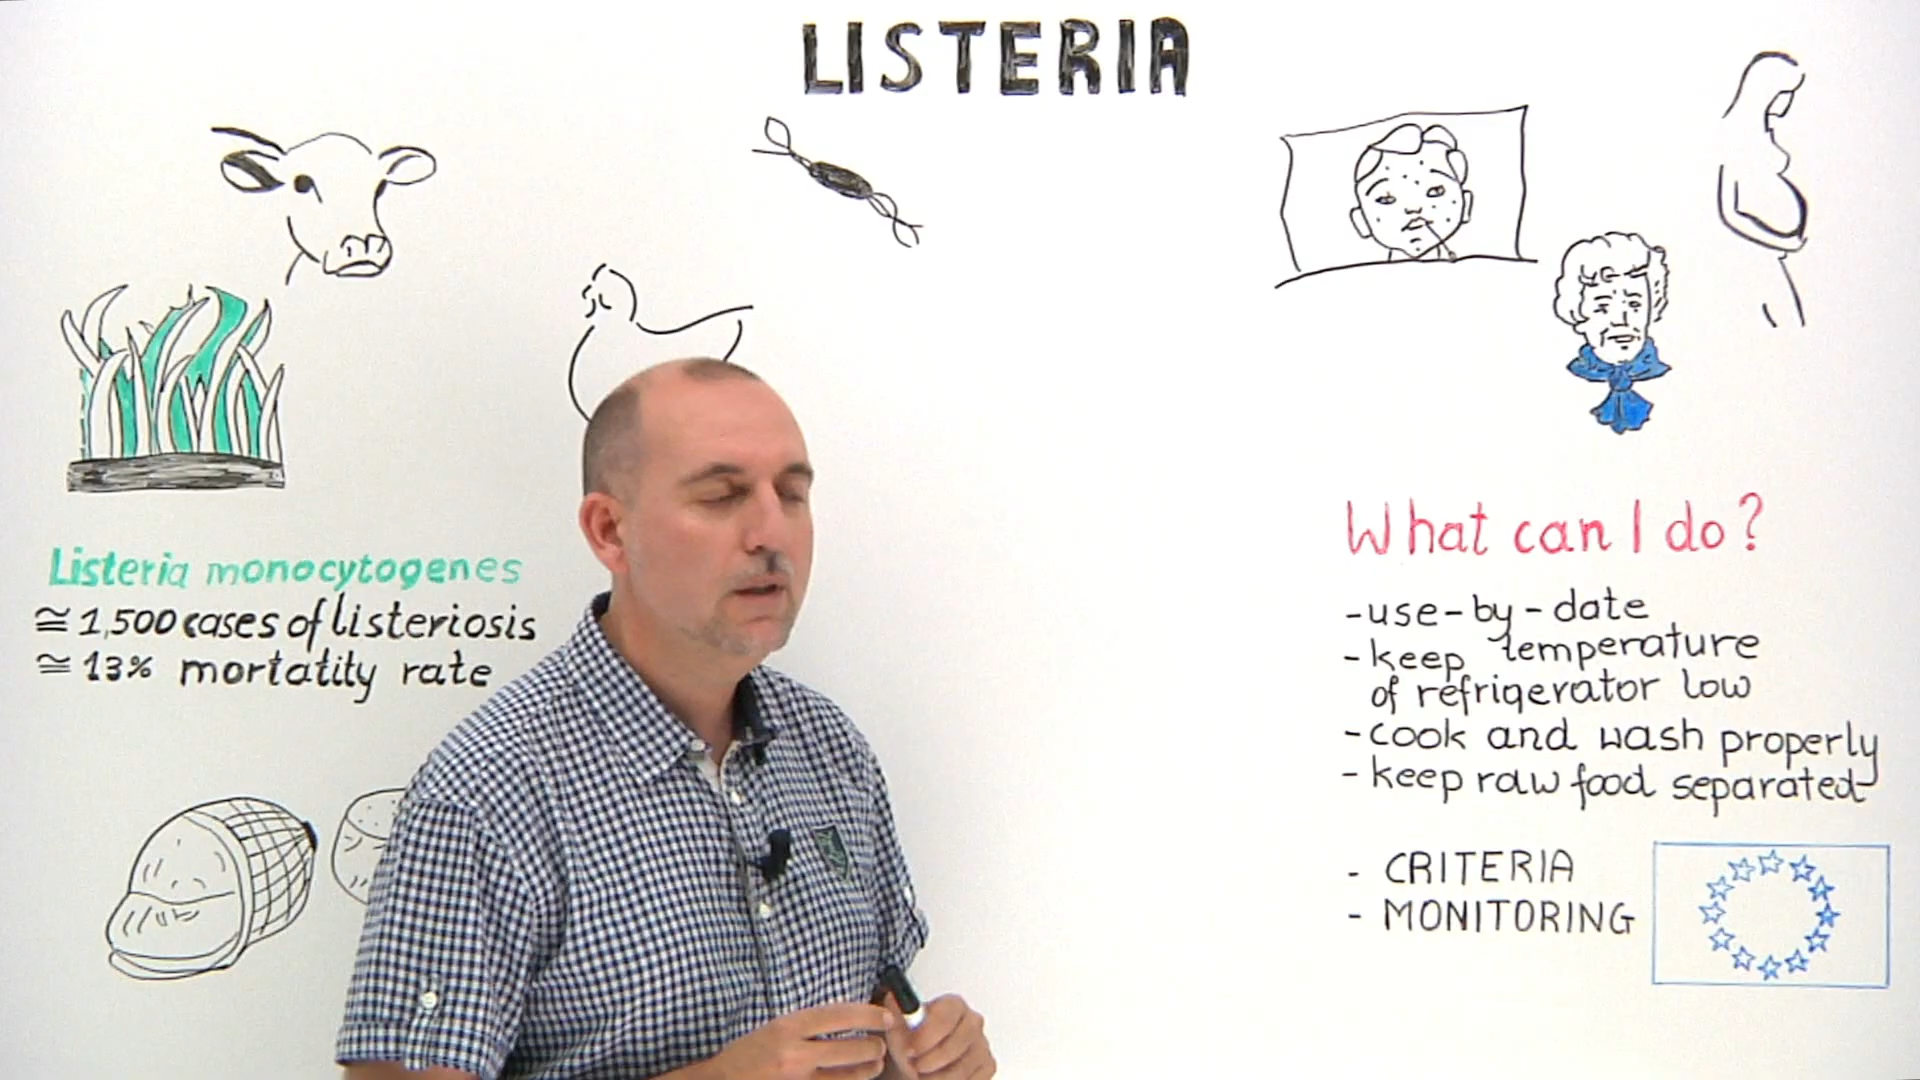 LISTERIA
Listeria monocytogenes
≅ 1,500 cases of listeriosis
≅ 13% mortatity rate
What can I do?
- use - by - date
- keep temperature
of refrigerator low
- cook and wash properly
- keep raw food separated
- CRITERIA
- MONITORING